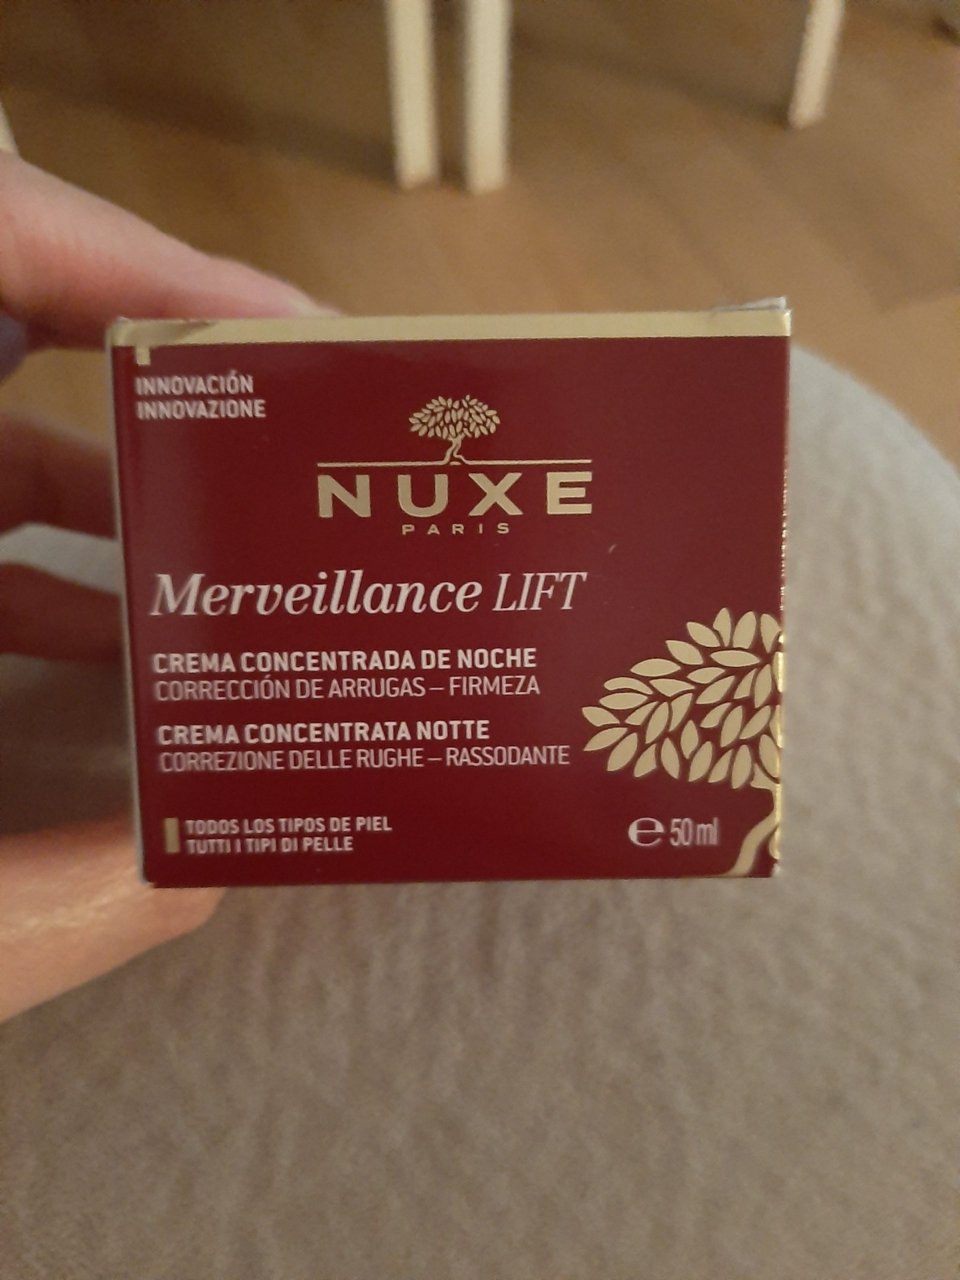 INNOVACIÓN
INNOVAZIONE
NUXE
PARIS
Merveillance LIFT
CREMA CONCENTRADA DE NOCHE
CORRECCIÓN DE ARRUGAS – FIRMEZA
CREMA CONCENTRATA NOTTE
CORREZIONE DELLE RUGHE – RASSODANTE
TODOS LOS TIPOS DE PIEL
TUTTI I TIPI DI PELLE
℮ 50 ml